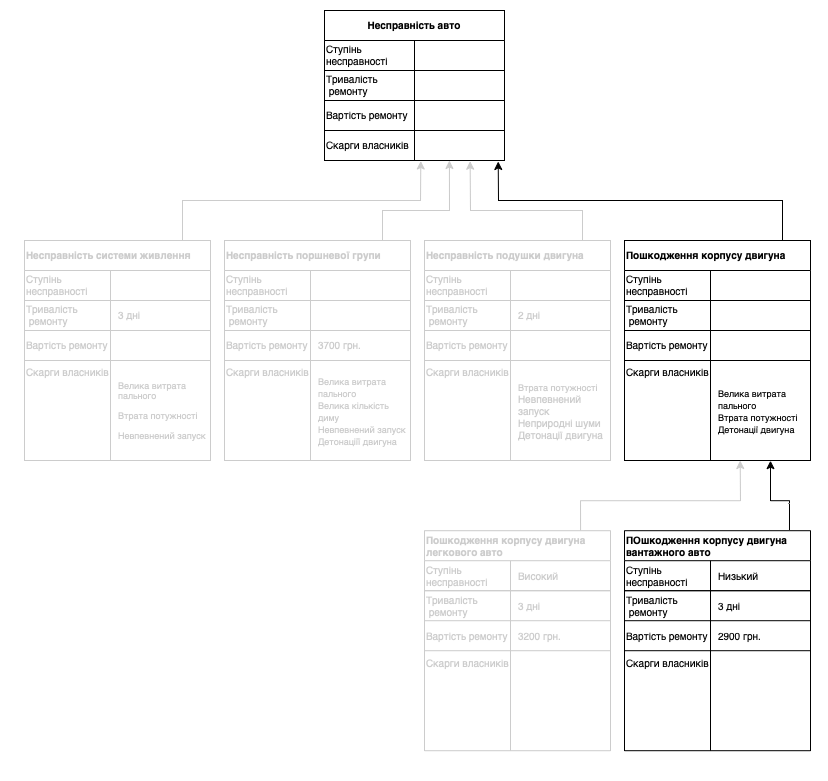 Несправність авто
Ступінь
несправності
Тривалість
ремонту
Вартість ремонту
Скарги власників
Несправність системи живлення
Ступінь
несправності
Тривалість
ремонту
3 дні
Вартість ремонту
Скарги власників
Велика витрата
пального
Втрата потужності
Невпевнений запуск
Несправність поршневої групи
Ступінь
несправності
Тривалість
ремонту
Вартість ремонту
3700 грн.
Скарги власників
Велика витрата
пального
Велика кількість
диму
Невпевнений запуск
Детонації двигуна
Несправність подушки двигуна
Ступінь
несправності
Тривалість
ремонту
2 дні
Вартість ремонту
Скарги власників
Втрата потужності
Невпевнений
запуск
Неприродні шуми
Детонації двигуна
Пошкодження корпусу двигуна
Ступінь
несправності
Тривалість
ремонту
Вартість ремонту
Скарги власників
Велика витрата
пального
Втрата потужності
Детонації двигуна
Пошкодження корпусу двигуна
легкового авто
Ступінь
несправності
Високий
Тривалість
ремонту
3 дні
Вартість ремонту
3200 грн.
Скарги власників
ПОшкодження корпусу двигуна
вантажного авто
Ступінь
несправності
Низький
Тривалість
ремонту
3 дні
Вартість ремонту
2900 грн.
Скарги власників